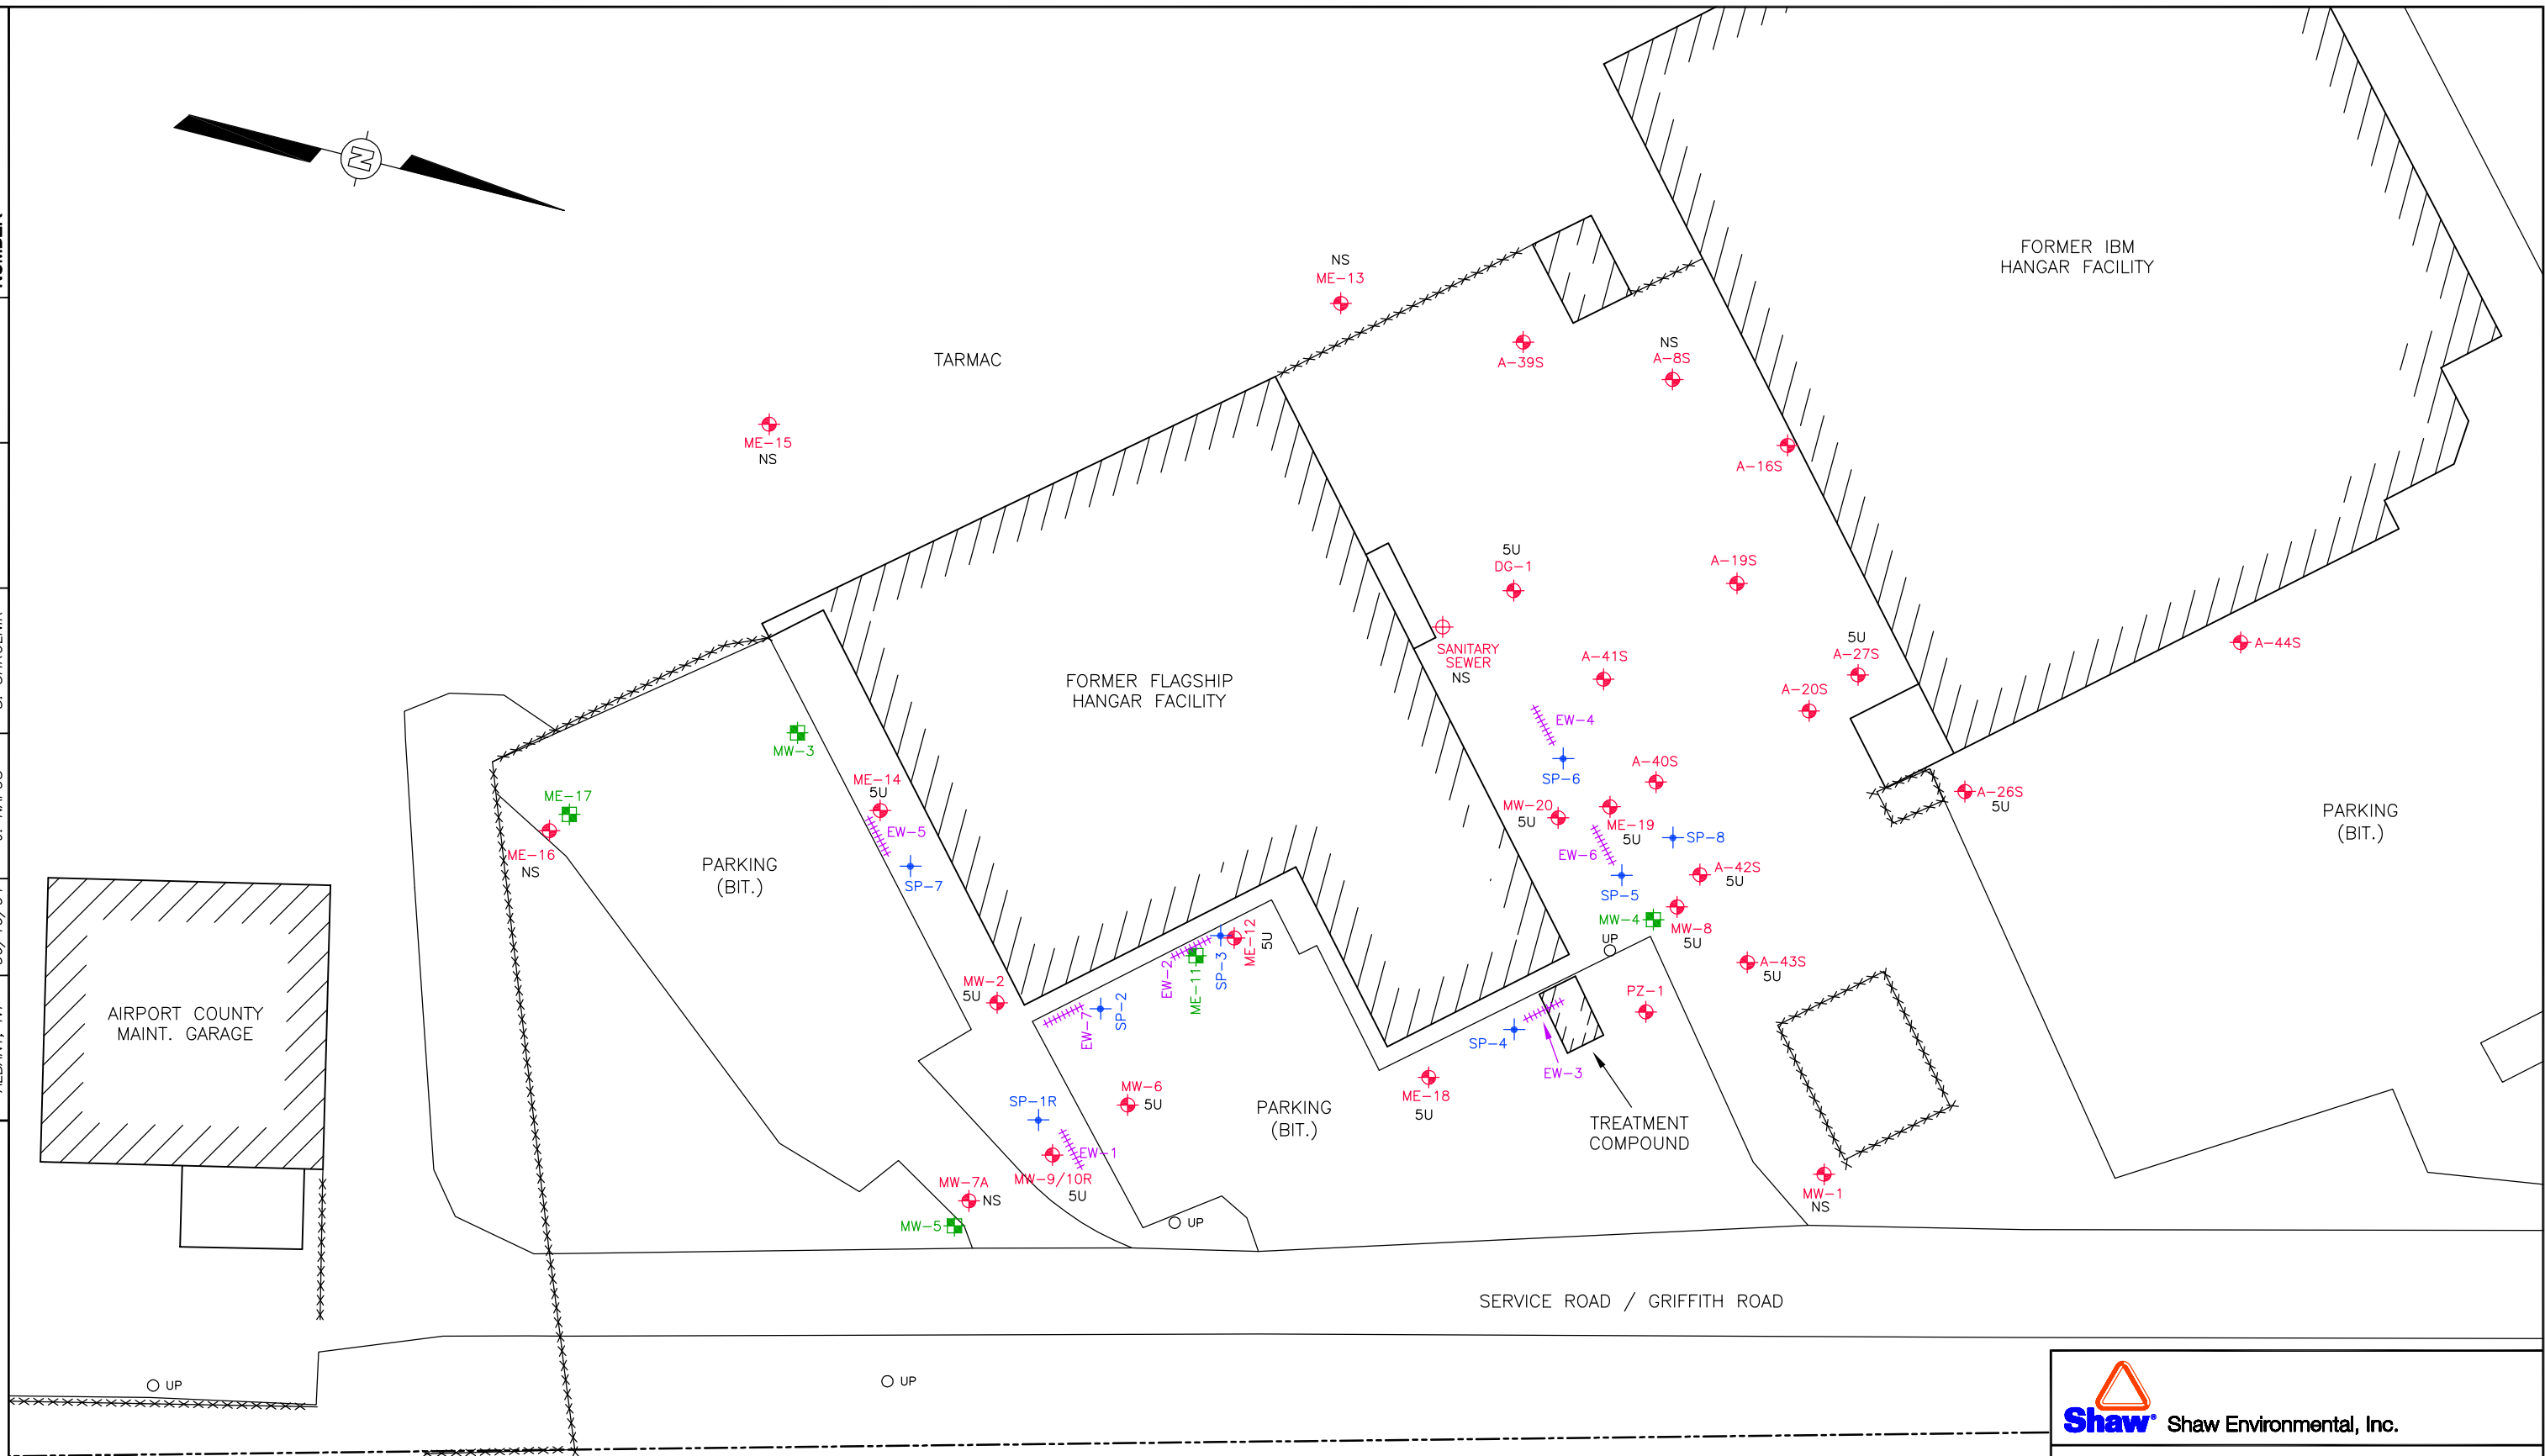 N
NS
ME-13
FORMER IBM
HANGAR FACILITY
TARMAC
A-39S
NS
A-8S
ME-15
NS
A-16S
5U
DG-1
A-19S
SANITARY
SEWER
NS
A-41S
5U
A-27S
A-44S
FORMER FLAGSHIP
HANGAR FACILITY
A-20S
EW-4
MW-3
SP-6
ME-14
5U
A-40S
ME-17
MW-20
5U
ME-19
5U
A-26S
5U
PARKING
(BIT.)
EW-5
SP-8
ME-16
NS
EW-6
PARKING
(BIT.)
SP-7
SP-5
A-42S
5U
MW-4
MW-8
5U
UP
ME-12
5U
EW-2
SP-3
ME-11
A-43S
5U
MW-2
5U
AIRPORT COUNTY
MAINT. GARAGE
EW-7
SP-2
PZ-1
SP-4
EW-3
MW-6
5U
ME-18
5U
SP-1R
PARKING
(BIT.)
TREATMENT
COMPOUND
EW-1
MW-9/10R
5U
MW-7A
NS
MW-1
NS
MW-5
UP
SERVICE ROAD / GRIFFITH ROAD
UP
UP
Shaw® Shaw Environmental, Inc.